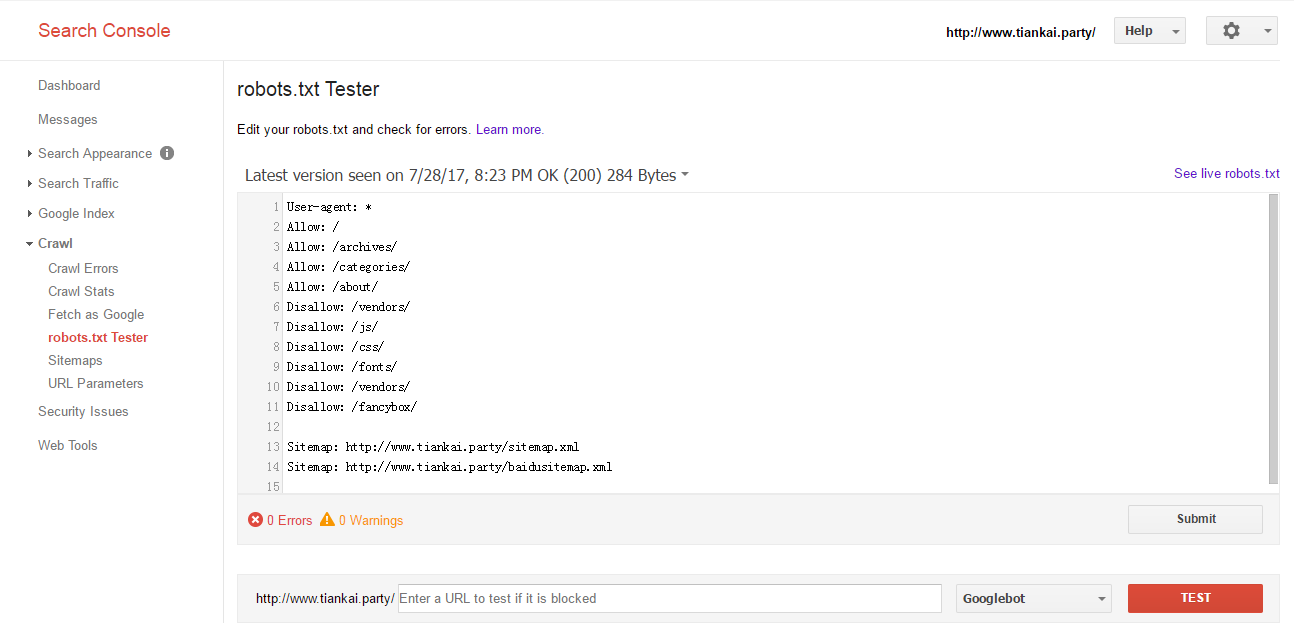 Search Console
http://www.tiankai.party/
Help
Dashboard
Messages
Search Appearance
Search Traffic
Google Index
Crawl
Crawl Errors
Crawl Stats
Fetch as Google
robots.txt Tester
Sitemaps
URL Parameters
Security Issues
Web Tools
robots.txt Tester
Edit your robots.txt and check for errors. Learn more.
Latest version seen on 7/28/17, 8:23 PM OK (200) 284 Bytes
See live robots.txt
1 User-agent: *
2 Allow: /
3 Allow: /archives/
4 Allow: /categories/
5 Allow: /about/
6 Disallow: /vendors/
7 Disallow: /js/
8 Disallow: /css/
9 Disallow: /fonts/
10 Disallow: /vendors/
11 Disallow: /fancybox/
12
13 Sitemap: http://www.tiankai.party/sitemap.xml
14 Sitemap: http://www.tiankai.party/baidusitemap.xml
15
0 Errors 0 Warnings
Submit
http://www.tiankai.party/ Enter a URL to test if it is blocked
Googlebot
TEST